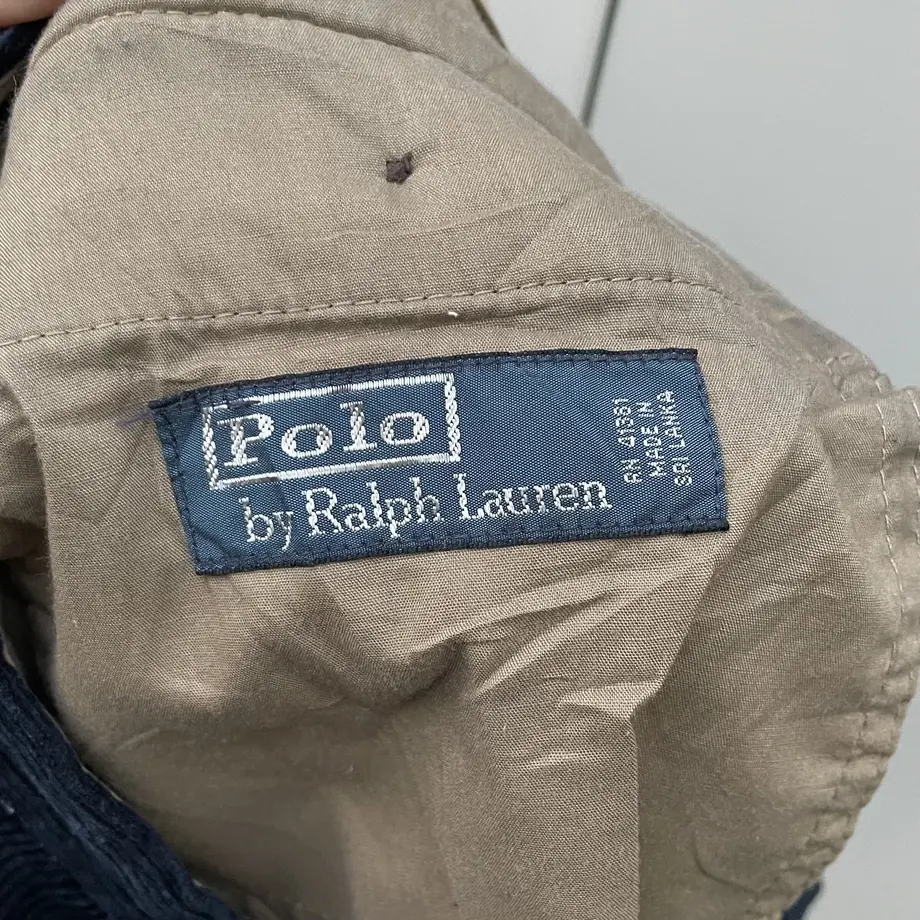 Polo
by Ralph Lauren
RN 41381
MADE IN
SRI LANKA